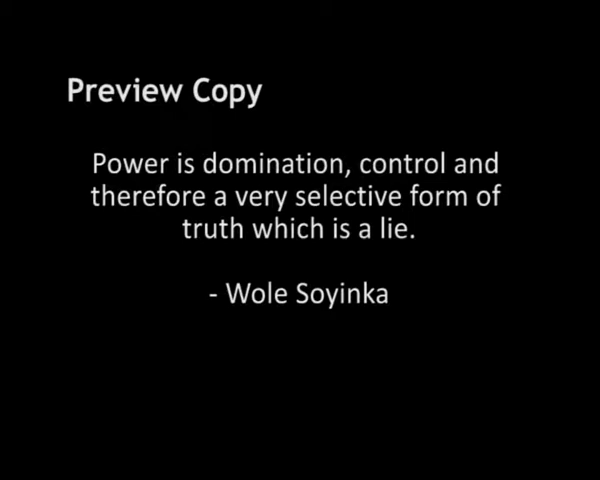 Preview Copy
Power is domination, control and
therefore a very selective form of
truth which is a lie.
- Wole Soyinka